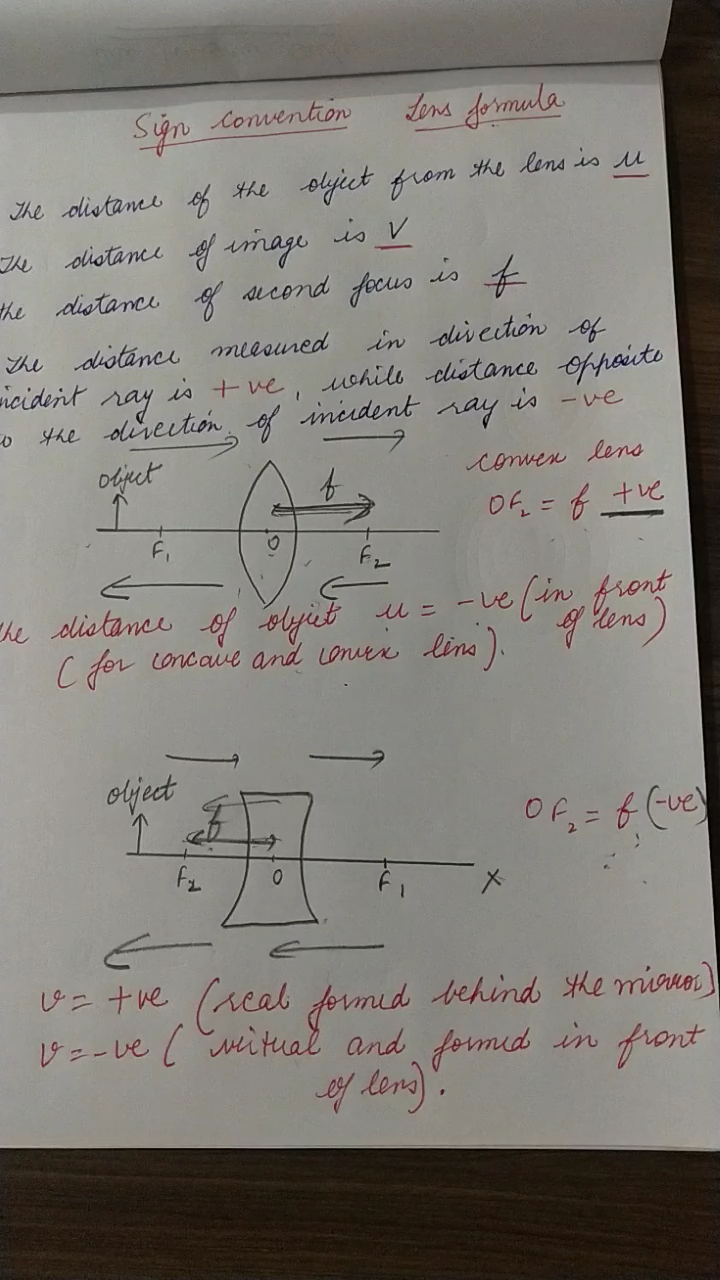 Sign convention Lens formula
The distance of the object from the lens is u
The distance of image is V
the distance of second focus is f
The distance measured in direction of
ncident ray is +ve, while distance opposite
o the direction of incident ray is -ve
convex lens
object
f
OF₂ = f +ve
F₁ O F₂
he distance of object u = -ve (in front
of lens)
(for concave and convex lens).
object
f
OF₂ = f (-ve)
F₂ O F₁ X
v = +ve (real formed behind the mirror)
v = -ve (virtual and formed in front
of lens).